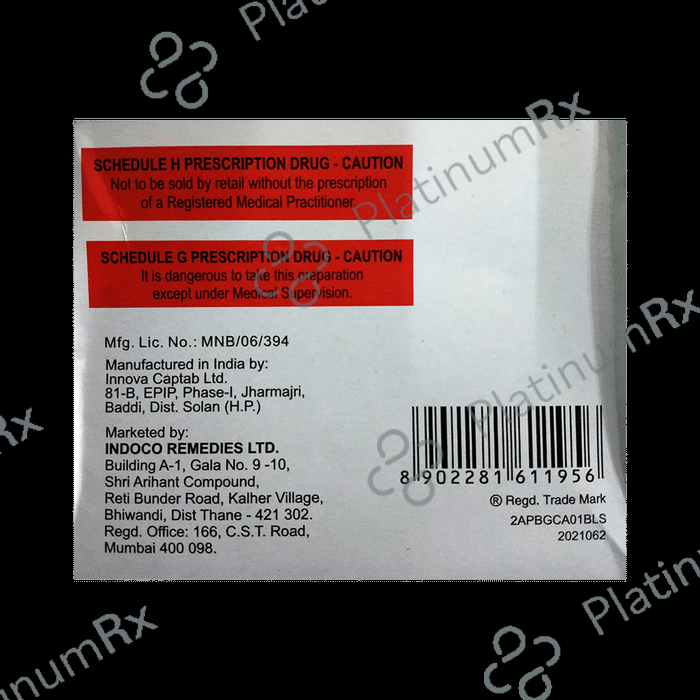 SCHEDULE H PRESCRIPTION DRUG - CAUTION
Not to be sold by retail without the prescription
of a Registered Medical Practitioner.
SCHEDULE G PRESCRIPTION DRUG - CAUTION
It is dangerous to take this preparation
except under Medical Supervision.
Mfg. Lic. No.: MNB/06/394
Manufactured in India by:
Innova Captab Ltd.
81-B, EPIP, Phase-I, Jharmajri,
Baddi, Dist. Solan (H.P.)
Marketed by:
INDOCO REMEDIES LTD.
Building A-1, Gala No. 9 -10,
Shri Arihant Compound,
Reti Bunder Road, Kalher Village,
Bhiwandi, Dist Thane - 421 302.
Regd. Office: 166, C.S.T. Road,
Mumbai 400 098.
8 902281 611956
® Regd. Trade Mark
2APBGCA01BLS
2021062
Platinum
PlatinumRx
PlatinumRx
Rx
PlatinumRx
Platinum